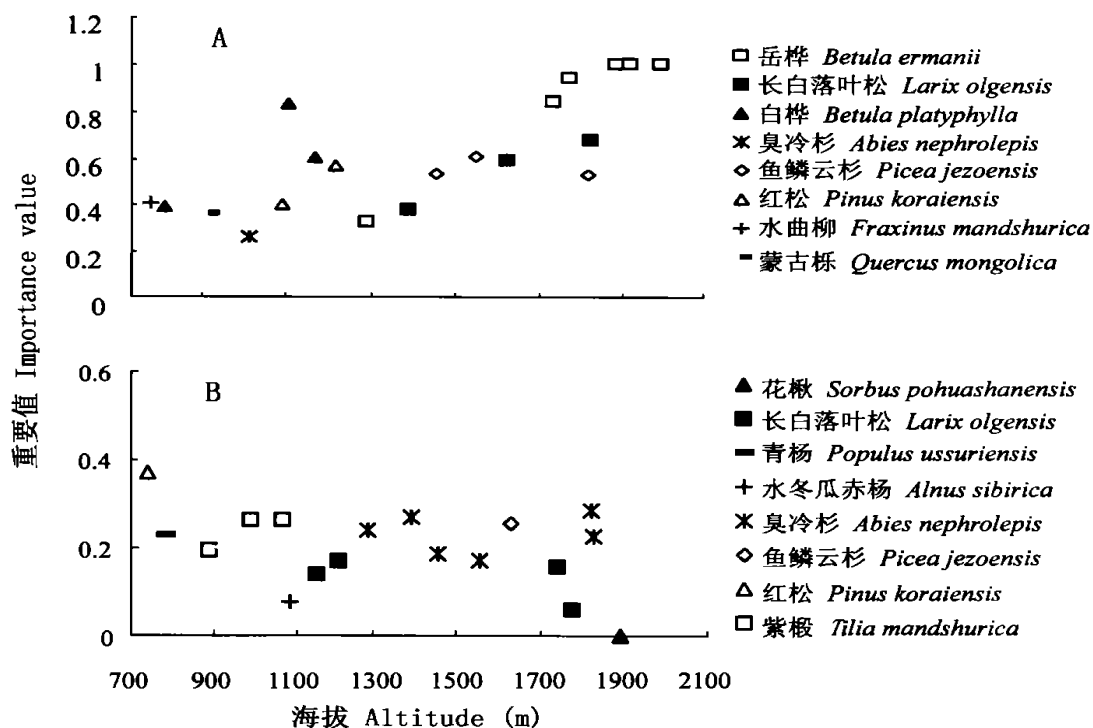 A
1.2
1
0.8
0.6
0.4
0.2
0
岳桦 Betula ermanii
长白落叶松 Larix olgensis
白桦 Betula platyphylla
臭冷杉 Abies nephrolepis
鱼鳞云杉 Picea jezoensis
红松 Pinus koraiensis
水曲柳 Fraxinus mandshurica
蒙古栎 Quercus mongolica
重要值 Importance value
B
0.6
0.4
0.2
0
花楸 Sorbus pohuashanensis
长白落叶松 Larix olgensis
青杨 Populus ussuriensis
水冬瓜赤杨 Alnus sibirica
臭冷杉 Abies nephrolepis
鱼鳞云杉 Picea jezoensis
红松 Pinus koraiensis
紫椴 Tilia mandshurica
700 900 1100 1300 1500 1700 1900 2100
海拔 Altitude (m)